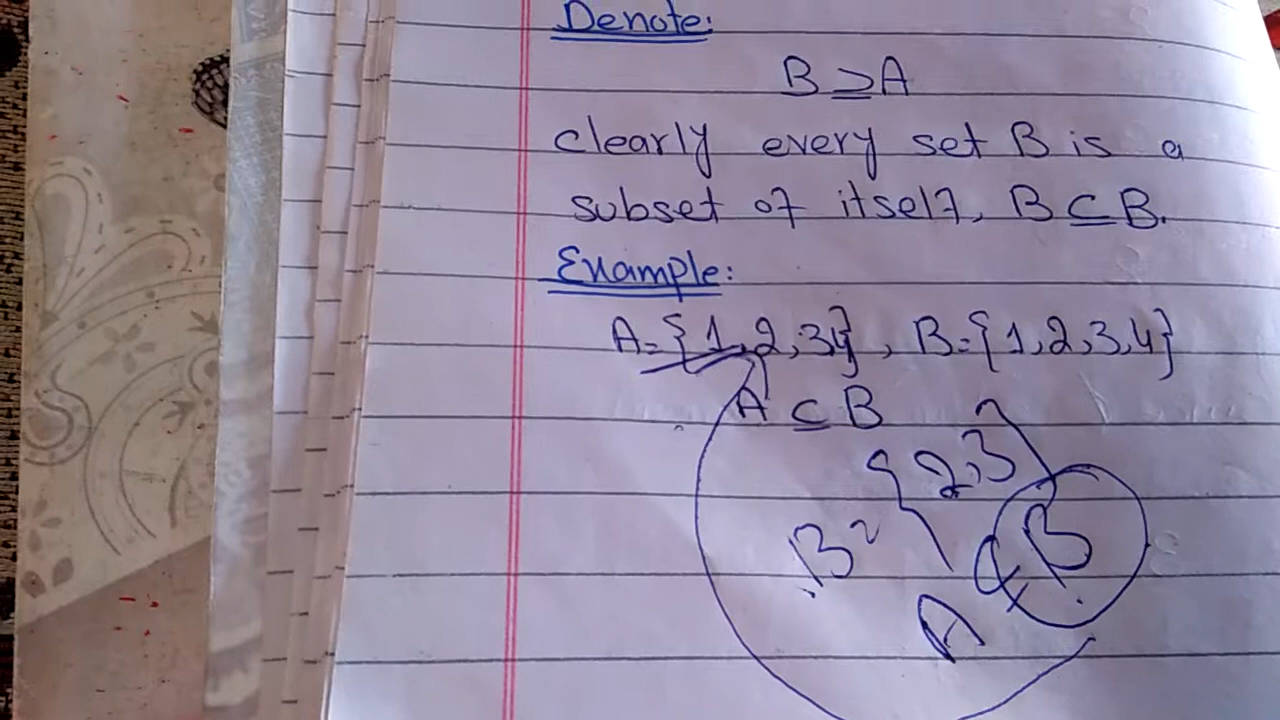 Denote:
B ⊇ A
clearly every set B is a
subset of itself, B ⊆ B.
Example:
A = {1,2,3,4}, B = {1,2,3,4}
A ⊆ B
{2,3}
B =
A ⊄ B